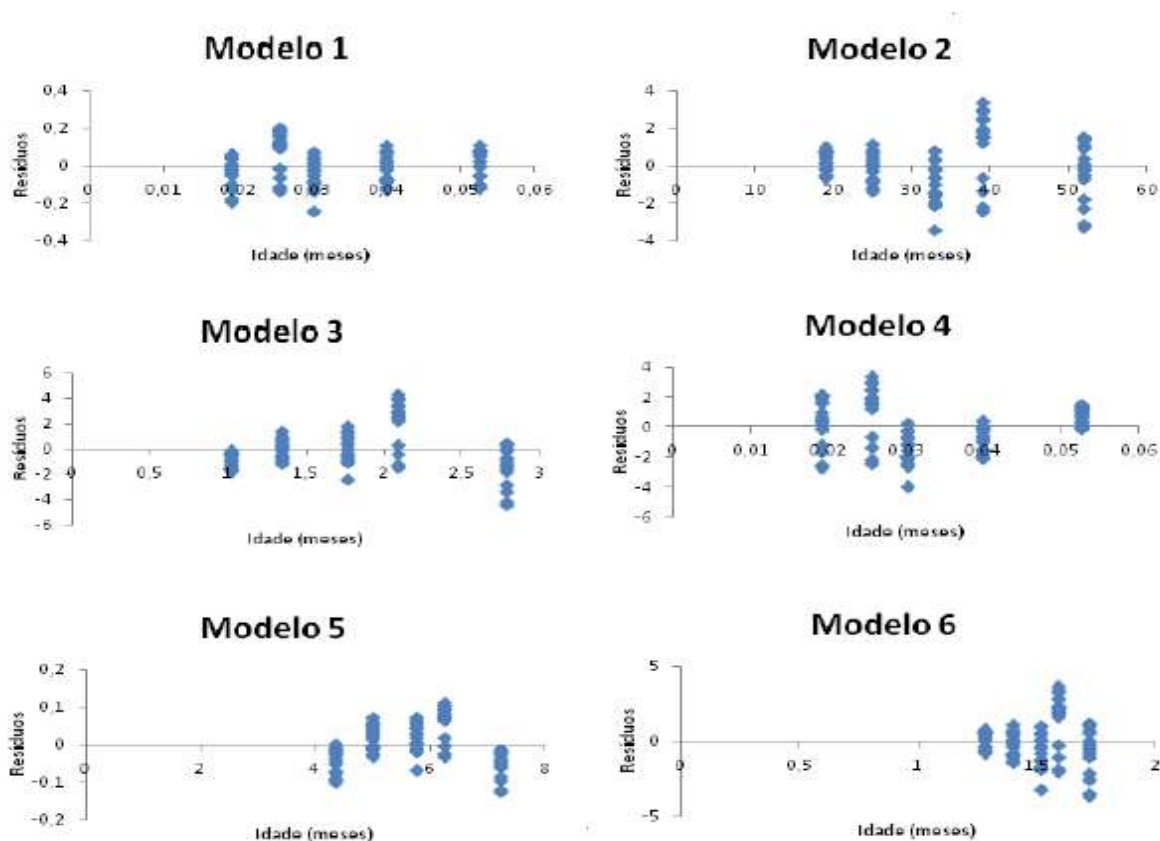 Modelo 1
0,4
0,2
0
-0,2
-0,4
Resíduos
0 0,01 0,02 0,03 0,04 0,05 0,06
Idade (meses)
Modelo 2
4
2
0
-2
-4
Resíduos
0 10 20 30 40 50 60
Idade (meses)
Modelo 3
6
4
2
0
-2
-4
-6
Resíduos
0 0,5 1 1,5 2 2,5 3
Idade (meses)
Modelo 4
4
2
0
-2
-4
-6
Resíduos
0 0,01 0,02 0,03 0,04 0,05 0,06
Idade (meses)
Modelo 5
0,2
0,1
0
-0,1
-0,2
Resíduos
0 2 4 6 8
Idade (meses)
Modelo 6
5
0
-5
Resíduos
0 0,5 1 1,5 2
Idade (meses)